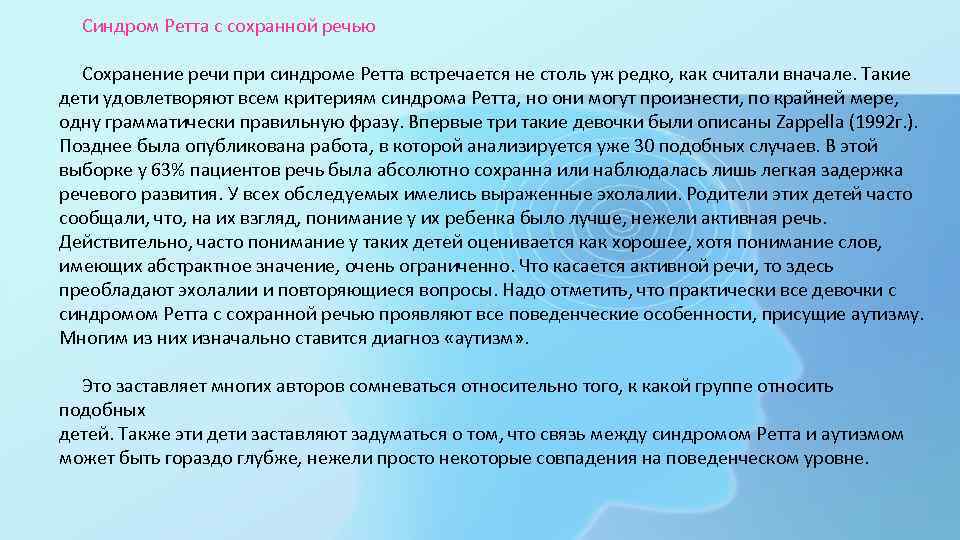 Синдром Ретта с сохранной речью
Сохранение речи при синдроме Ретта встречается не столь уж редко, как считали вначале. Такие
дети удовлетворяют всем критериям синдрома Ретта, но они могут произнести, по крайней мере,
одну грамматически правильную фразу. Впервые три такие девочки были описаны Zappella (1992г. ).
Позднее была опубликована работа, в которой анализируется уже 30 подобных случаев. В этой
выборке у 63% пациентов речь была абсолютно сохранна или наблюдалась лишь легкая задержка
речевого развития. У всех обследуемых имелись выраженные эхолалии. Родители этих детей часто
сообщали, что, на их взгляд, понимание у их ребенка было лучше, нежели активная речь.
Действительно, часто понимание у таких детей оценивается как хорошее, хотя понимание слов,
имеющих абстрактное значение, очень ограниченно. Что касается активной речи, то здесь
преобладают эхолалии и повторяющиеся вопросы. Надо отметить, что практически все девочки с
синдромом Ретта с сохранной речью проявляют все поведенческие особенности, присущие аутизму.
Многим из них изначально ставится диагноз «аутизм» .
Это заставляет многих авторов сомневаться относительно того, к какой группе относить
подобных
детей. Также эти дети заставляют задуматься о том, что связь между синдромом Ретта и аутизмом
может быть гораздо глубже, нежели просто некоторые совпадения на поведенческом уровне.